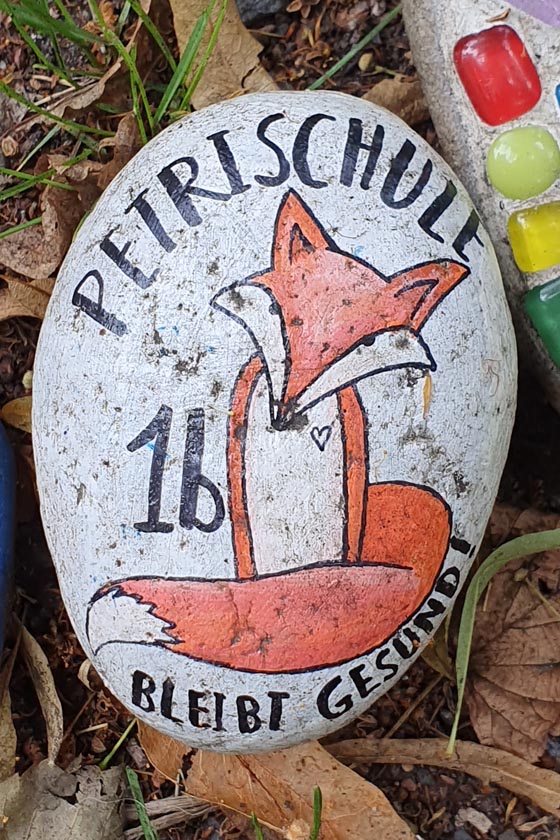 PETRISCHULE
1b
BLEIBT GESUND!